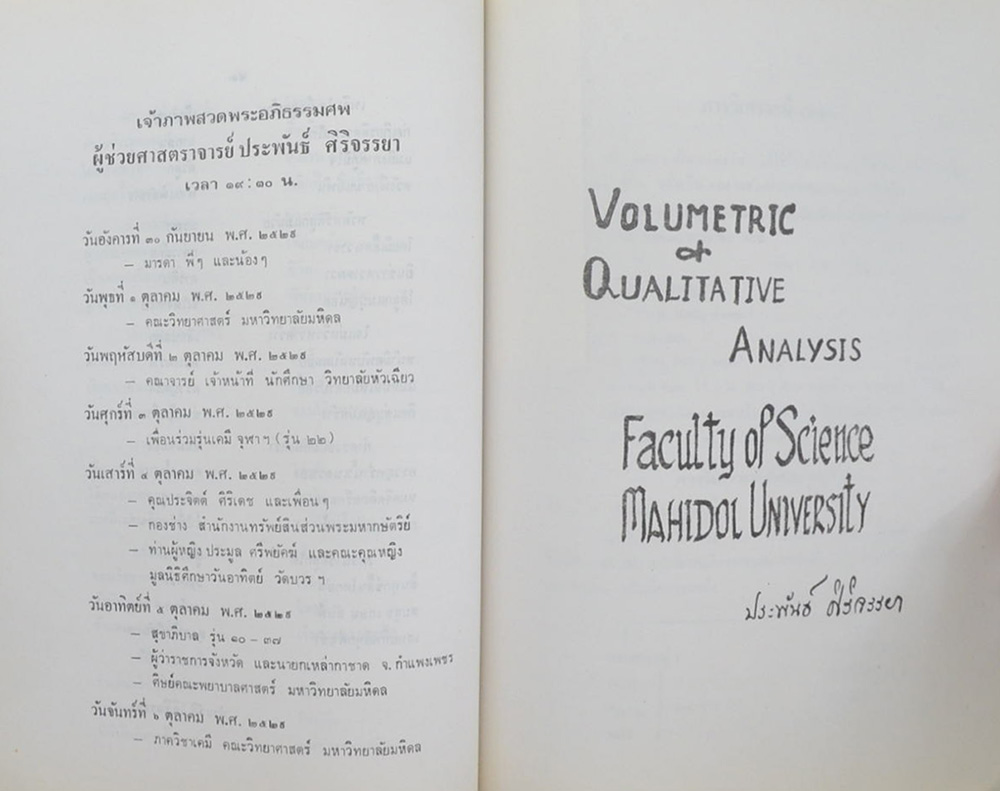 เจ้าภาพสวดพระอภิธรรมศพ
ผู้ช่วยศาสตราจารย์ ประพันธ์ ศิริจรรยา
เวลา ๑๙:๓๐ น.
วันอังคารที่ ๓๐ กันยายน พ.ศ. ๒๕๒๙
– มารดา พี่ๆ และน้องๆ
วันพุธที่ ๑ ตุลาคม พ.ศ. ๒๕๒๙
– คณะวิทยาศาสตร์ มหาวิทยาลัยมหิดล
วันพฤหัสบดีที่ ๒ ตุลาคม พ.ศ. ๒๕๒๙
– คณาจารย์ เจ้าหน้าที่ นักศึกษา วิทยาลัยหัวเฉียว
วันศุกร์ที่ ๓ ตุลาคม พ.ศ. ๒๕๒๙
– เพื่อนร่วมรุ่นเคมี จุฬาฯ (รุ่น ๒๒)
วันเสาร์ที่ ๔ ตุลาคม พ.ศ. ๒๕๒๙
– คุณประจิตต์ ศิริเดช และเพื่อนๆ
– กองช่าง สำนักงานทรัพย์สินส่วนพระมหากษัตริย์
– ท่านผู้หญิง ประมูล ศรีพยัคฆ์ และคณะคุณหญิง
มูลนิธิศึกษาวันอาทิตย์ วัดบวรฯ
วันอาทิตย์ที่ ๕ ตุลาคม พ.ศ. ๒๕๒๙
– สุขาภิบาล รุ่น ๑๐ – ๓๗
– ผู้ว่าราชการจังหวัด และนายกเหล่ากาชาด จ. กำแพงเพชร
– ศิษย์คณะพยาบาลศาสตร์ มหาวิทยาลัยมหิดล
วันจันทร์ที่ ๖ ตุลาคม พ.ศ. ๒๕๒๙
– ภาควิชาเคมี คณะวิทยาศาสตร์ มหาวิทยาลัยมหิดล
VOLUMETRIC
&
QUALITATIVE
ANALYSIS
Faculty of Science
MAHIDOL UNIVERSITY
ประพันธ์ ศิริจรรยา